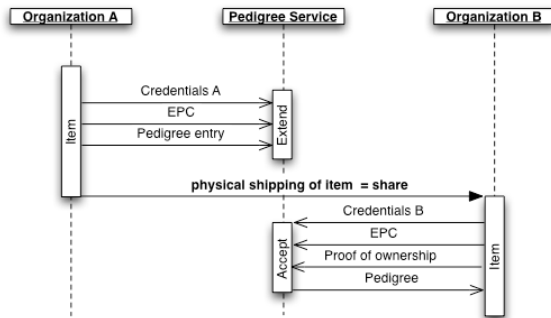 Organization A
Pedigree Service
Organization B
Credentials A
EPC
Pedigree entry
Item
Extend
physical shipping of item = share
Credentials B
EPC
Proof of ownership
Pedigree
Accept
Item